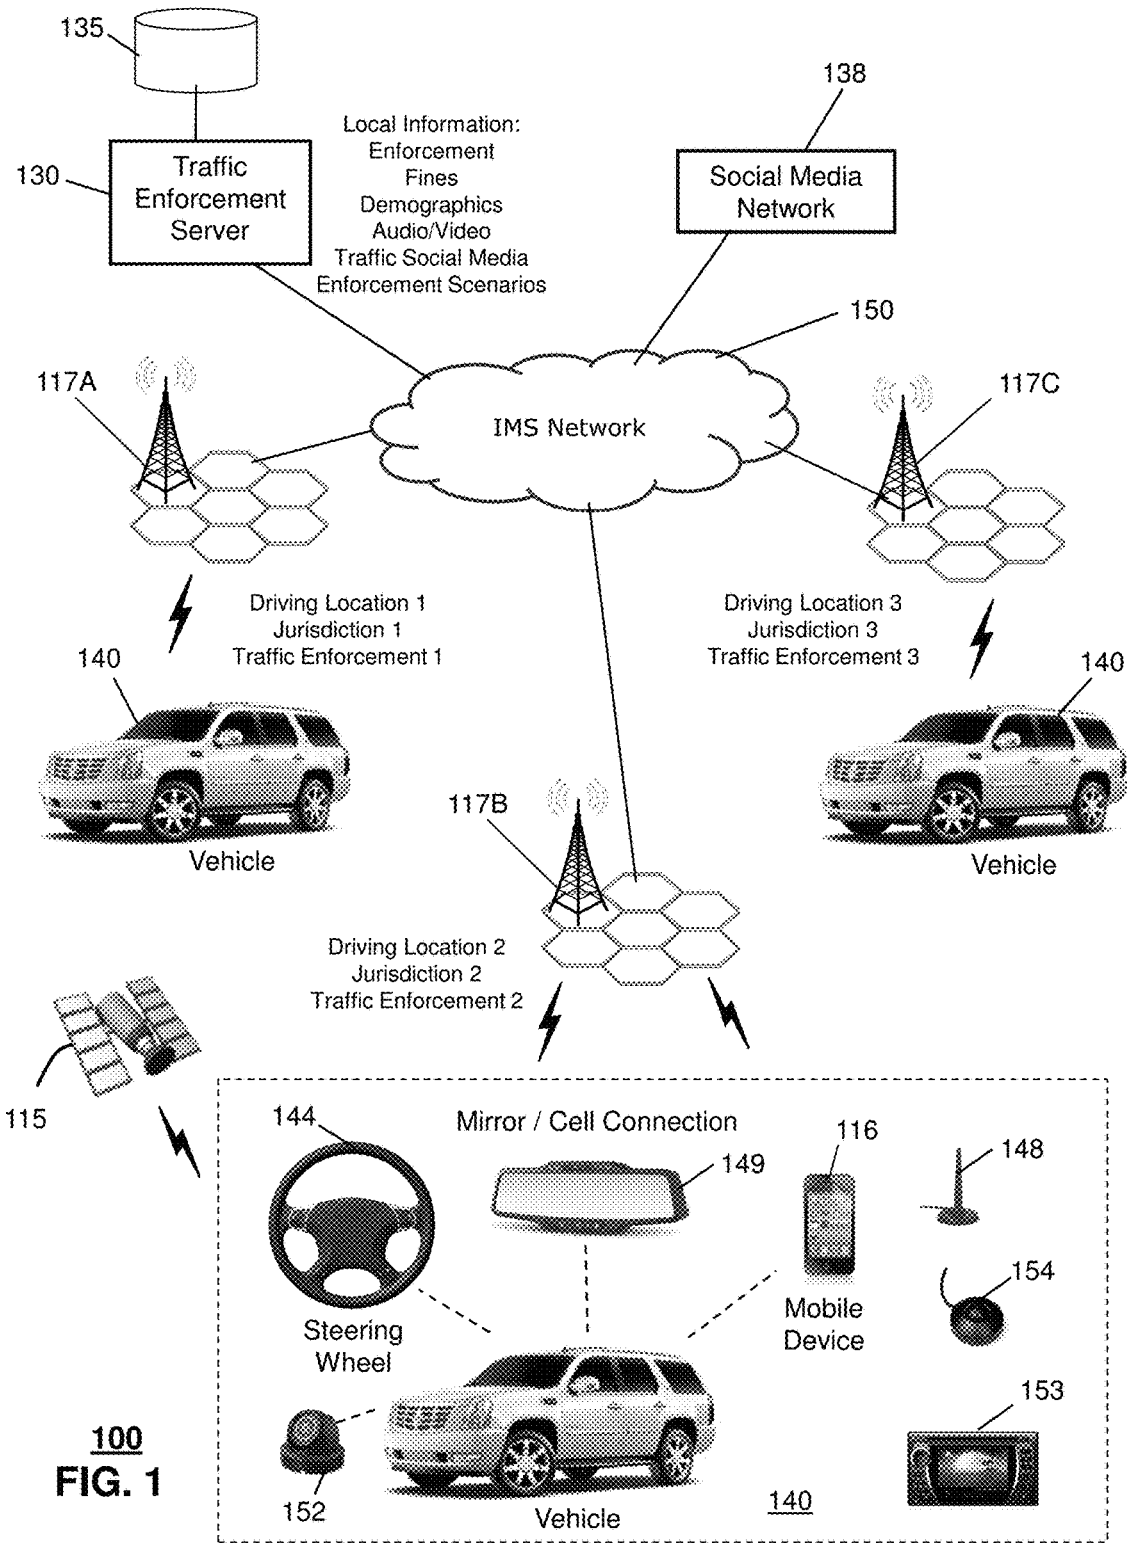 135
138
Local Information:
Enforcement
Fines
Demographics
Audio/Video
Traffic Social Media
Enforcement Scenarios
130
Traffic
Enforcement
Server
Social Media
Network
150
117A
117C
IMS Network
Driving Location 1
Jurisdiction 1
Traffic Enforcement 1
Driving Location 3
Jurisdiction 3
Traffic Enforcement 3
140
140
117B
Vehicle
Vehicle
Driving Location 2
Jurisdiction 2
Traffic Enforcement 2
115
144
Mirror / Cell Connection
116
149
148
154
Steering
Wheel
Mobile
Device
153
152
Vehicle
140
100
FIG. 1